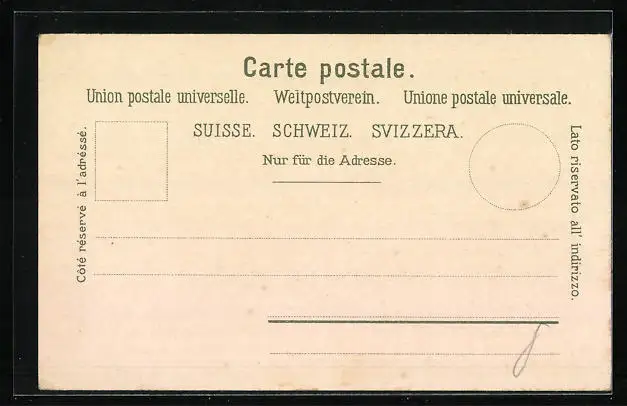 Carte postale.
Union postale universelle. Weltpostverein. Unione postale universale.
SUISSE. SCHWEIZ. SVIZZERA.
Nur für die Adresse.
Côté réservé à l'adréssé.
Lato riservato all' indirizzo.